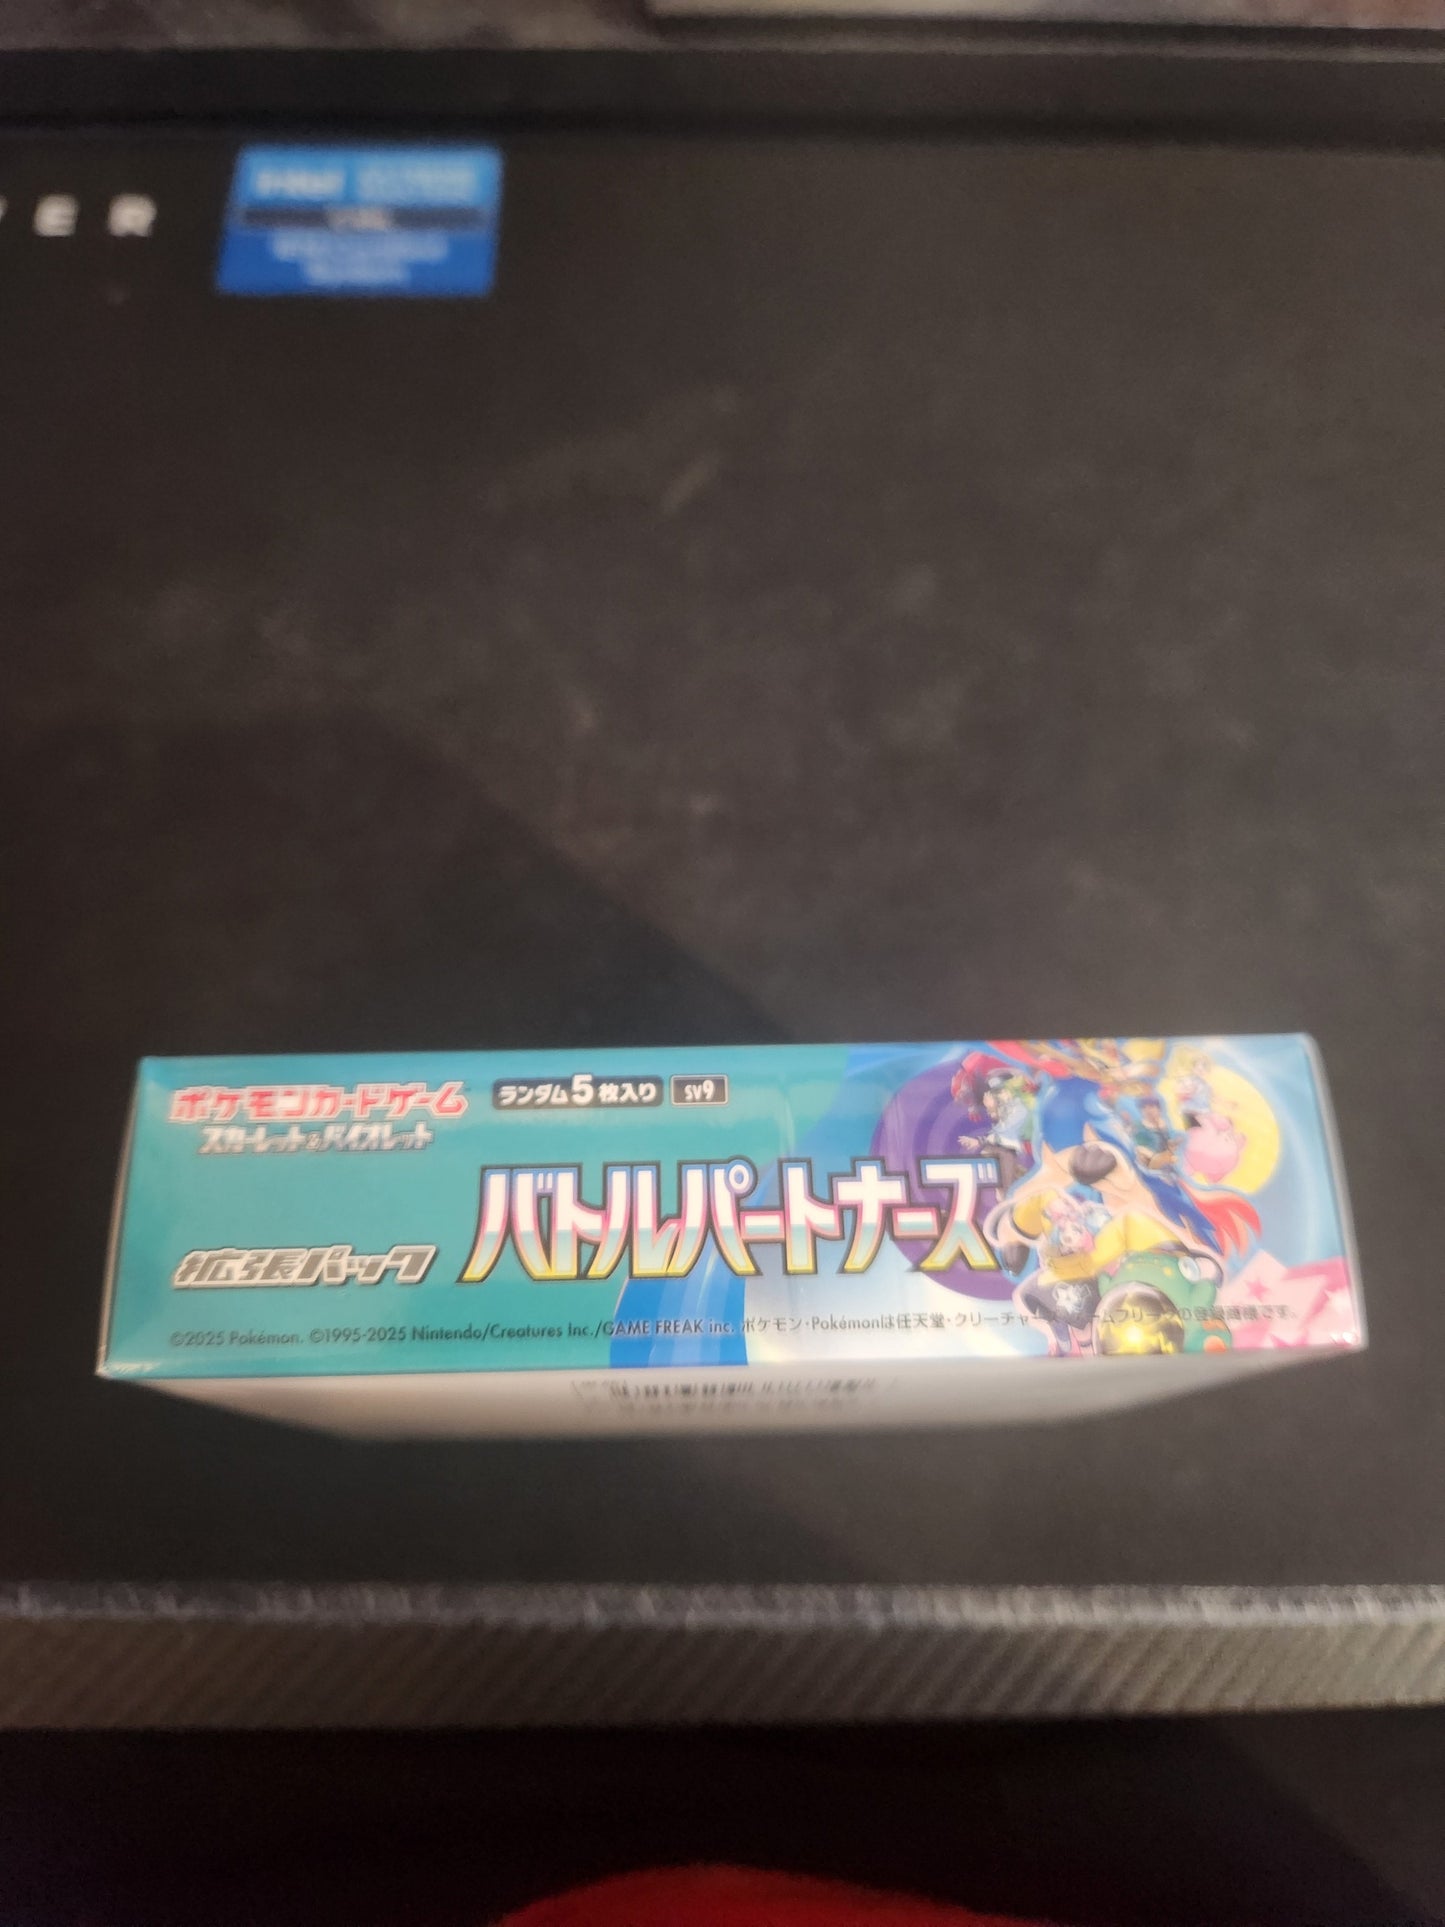 ER
ポケモンカードゲーム
スカーレット&バイオレット
ランダム5枚入り
sv9
拡張パック
バトルパートナーズ
©2025 Pokémon. ©1995-2025 Nintendo/Creatures Inc./GAME FREAK inc. ポケモン・Pokémonは任天堂・クリーチャーズ・ゲームフリークの登録商標です。